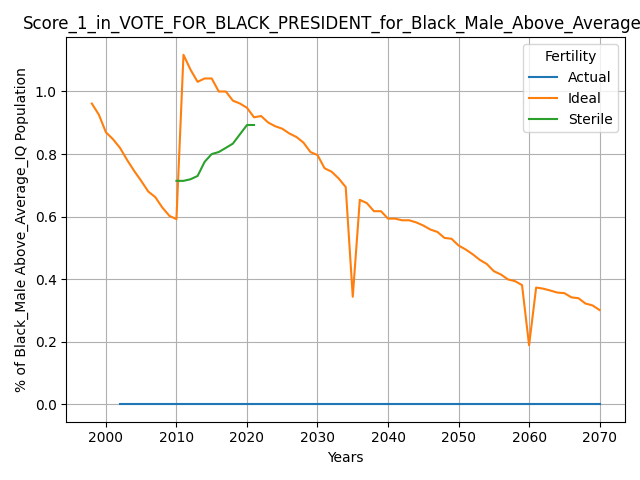 Score_1_in_VOTE_FOR_BLACK_PRESIDENT_for_Black_Male_Above_Average
% of Black_Male Above_Average_IQ Population
1.0
0.8
0.6
0.4
0.2
0.0
Fertility
Actual
Ideal
Sterile
2000 2010 2020 2030 2040 2050 2060 2070
Years